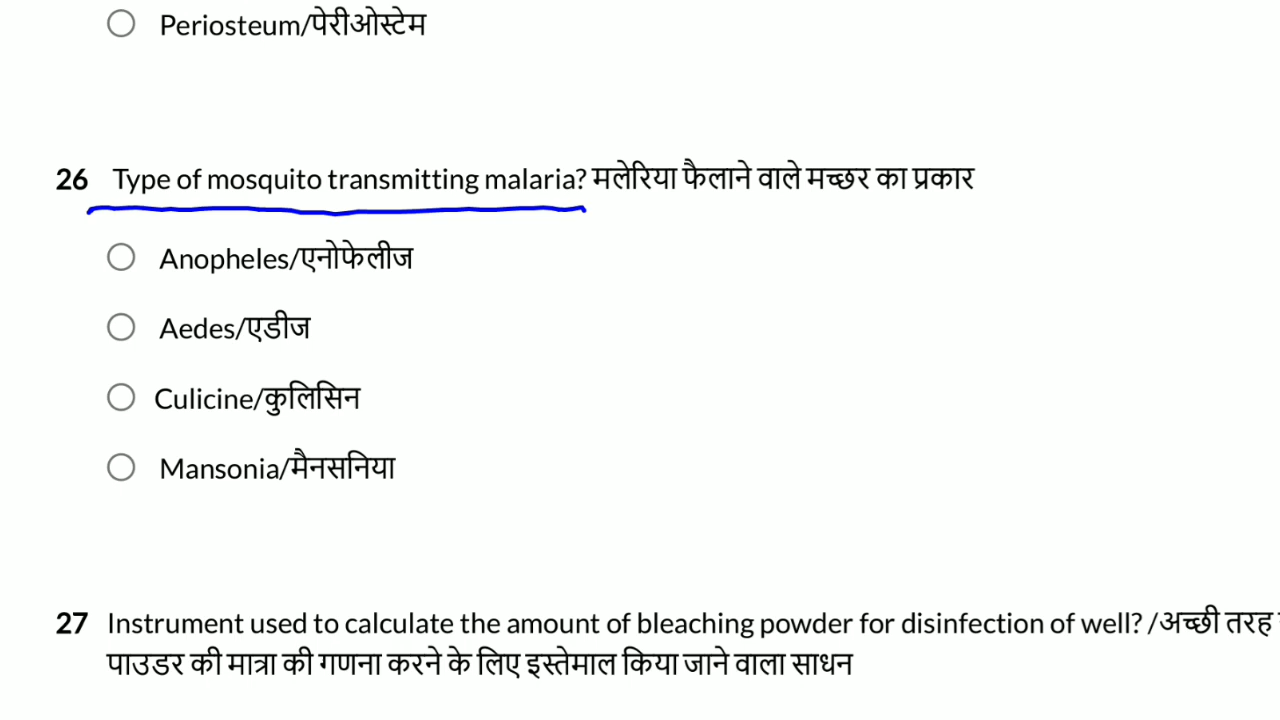 Periosteum/पेरीओस्टेम
26 Type of mosquito transmitting malaria? मलेरिया फैलाने वाले मच्छर का प्रकार
Anopheles/एनोफेलीज
Aedes/एडीज
Culicine/कुलिसिन
Mansonia/मैनसनिया
27 Instrument used to calculate the amount of bleaching powder for disinfection of well? /अच्छी तरह
पाउडर की मात्रा की गणना करने के लिए इस्तेमाल किया जाने वाला साधन